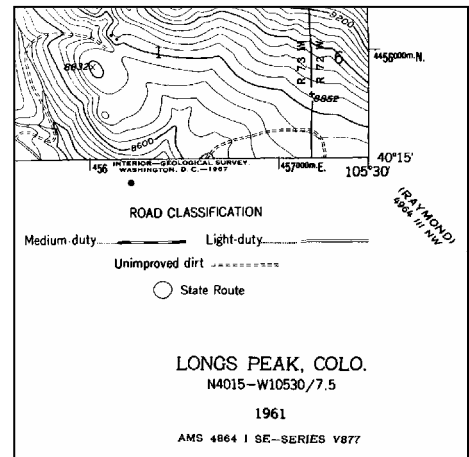 9200
4456000m.N.
8932
1
R 73 W
R 72 W
6
8852
8600
456
INTERIOR—GEOLOGICAL SURVEY
WASHINGTON, D. C.—1967
457000m.E.
40°15'
105°30'
(RAYMOND)
4964 III NW
ROAD CLASSIFICATION
Medium-duty
Light-duty
Unimproved dirt
State Route
LONGS PEAK, COLO.
N4015—W10530/7.5
1961
AMS 4864 I SE—SERIES V877